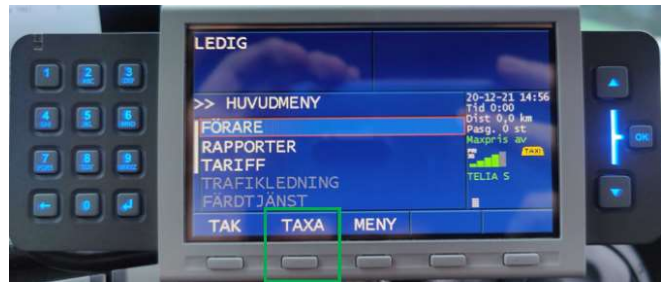 LEDIG
>> HUVUDMENY
FÖRARE
RAPPORTER
TARIFF
TRAFIKLEDNING
FÄRDTJÄNST
20-12-21 14:56
Tid 0:00
Dist 0,0 km
Pasg. 0 st
Maxpris av
TAXI
TELIA S
TAK TAXA MENY
1 2 3
4 5 6
7 8 9
0
OK